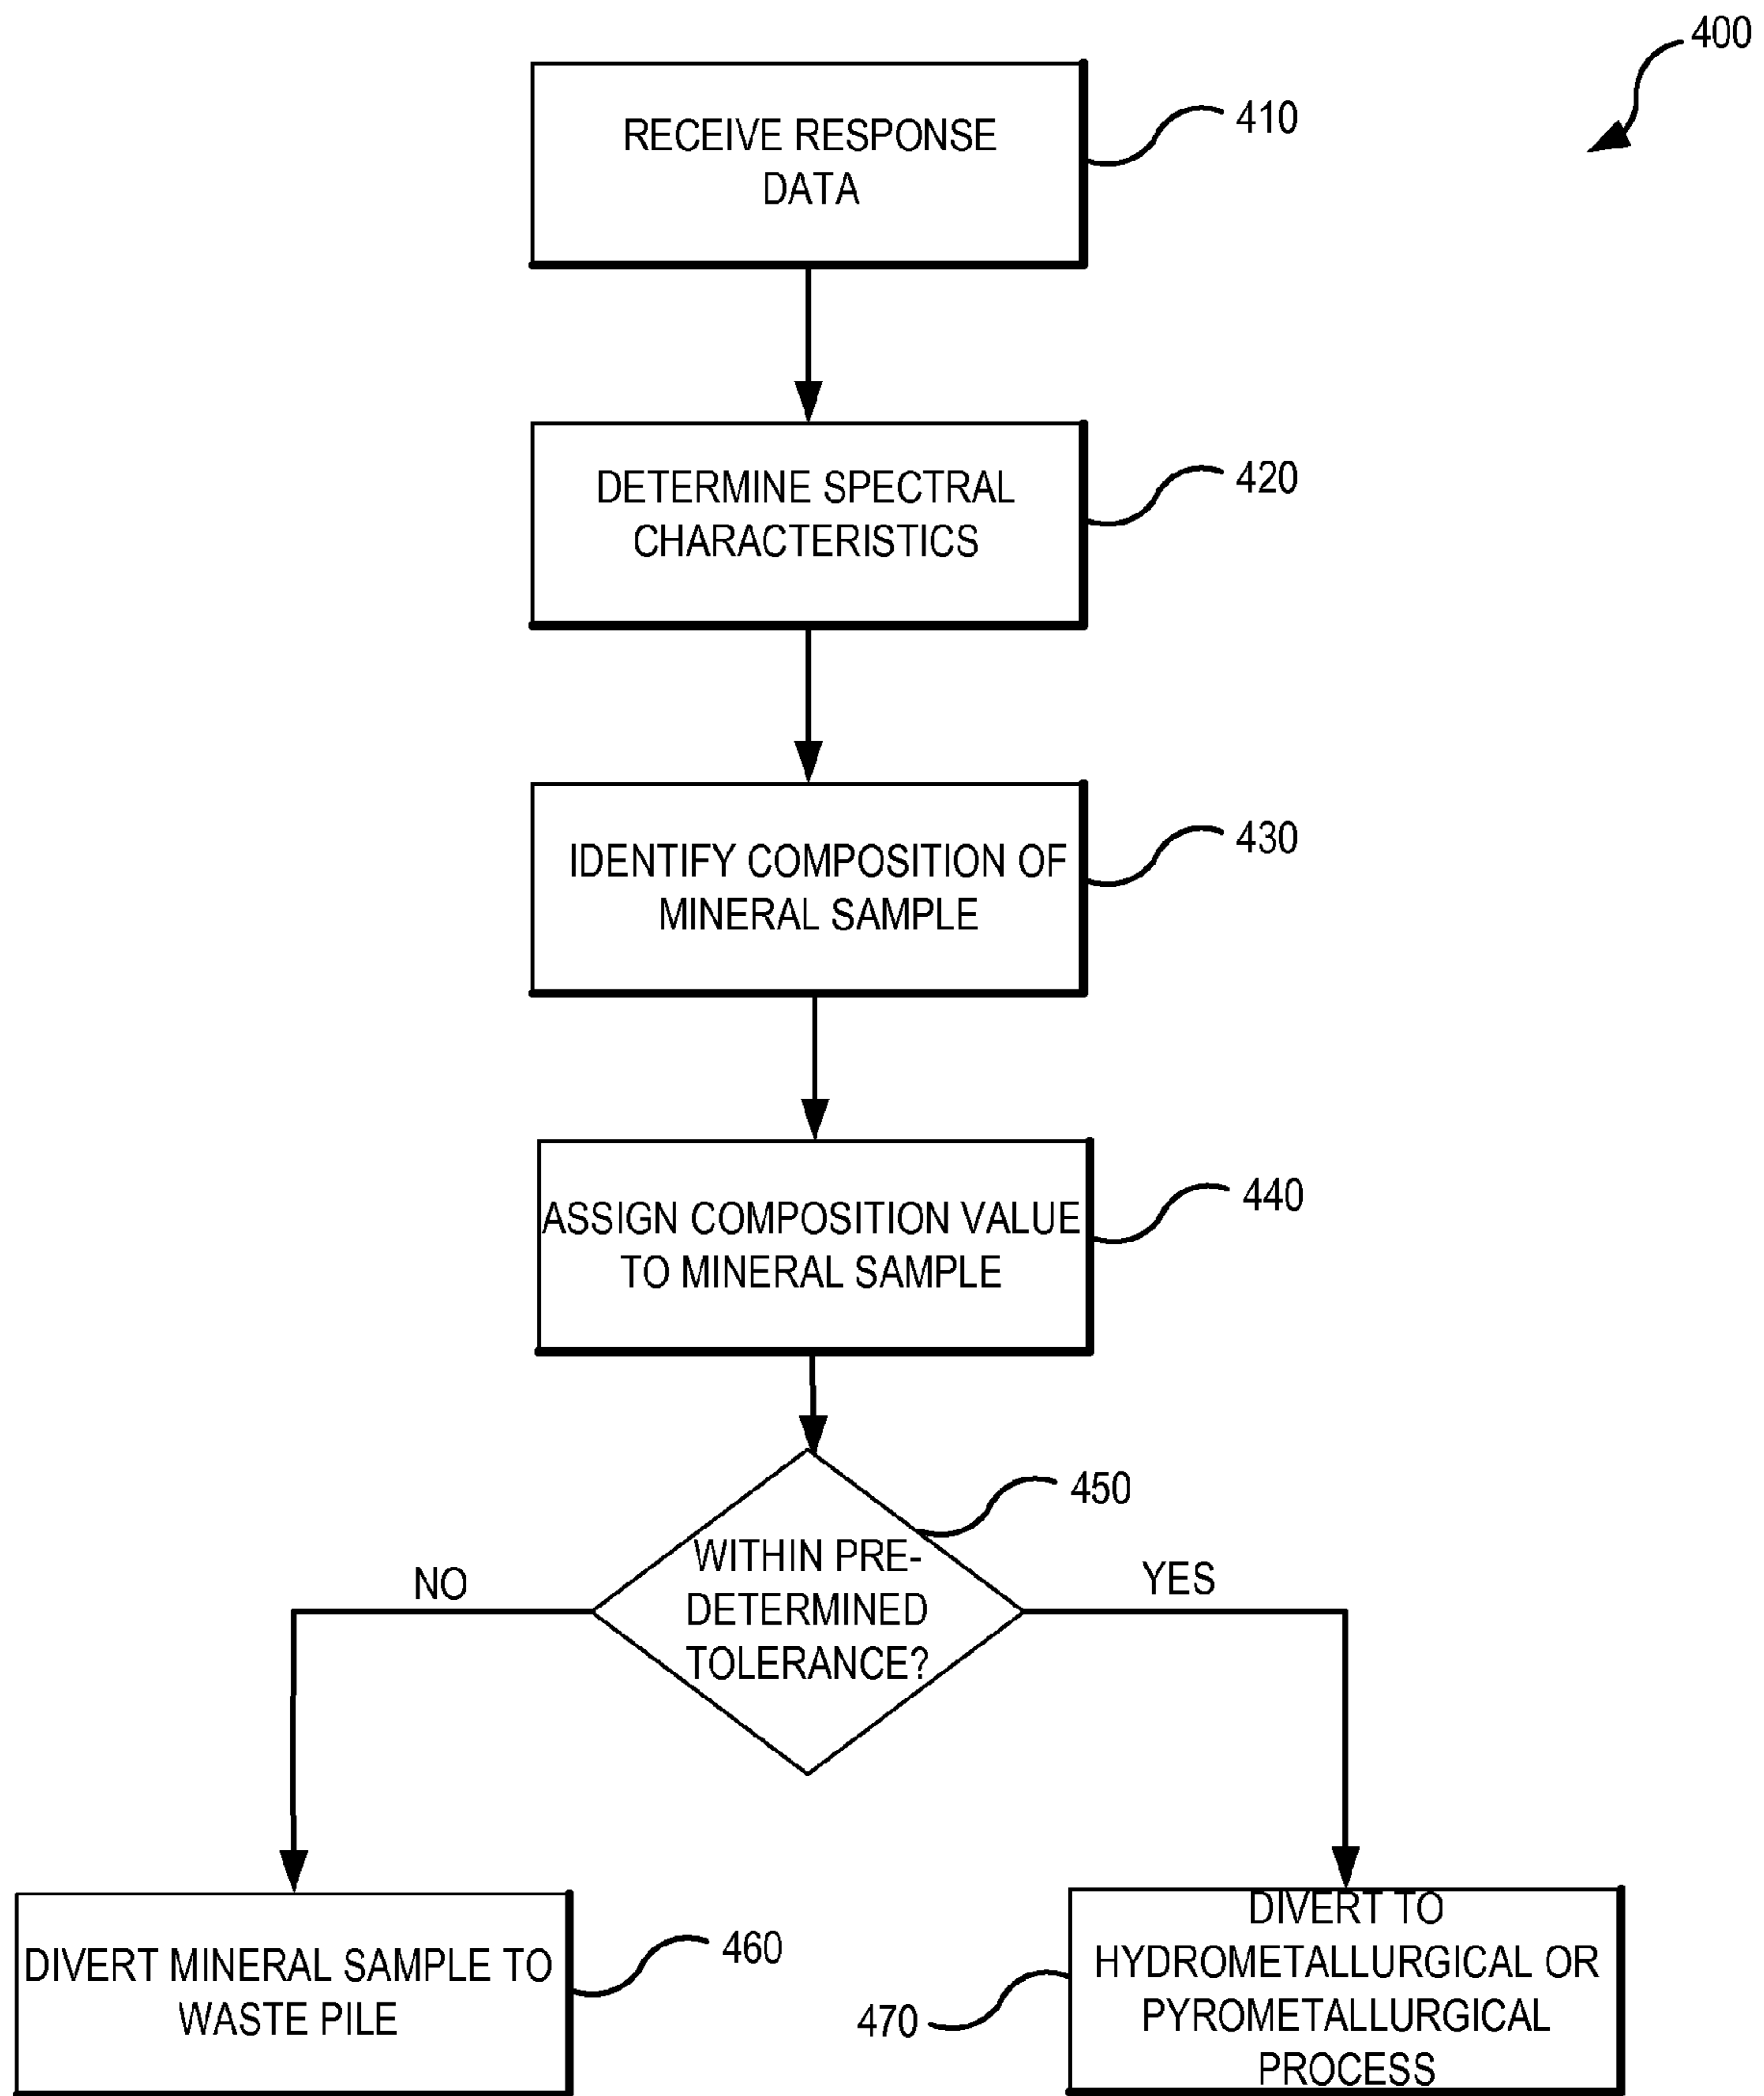 400
RECEIVE RESPONSE
DATA
410
DETERMINE SPECTRAL
CHARACTERISTICS
420
IDENTIFY COMPOSITION OF
MINERAL SAMPLE
430
ASSIGN COMPOSITION VALUE
TO MINERAL SAMPLE
440
450
WITHIN PRE-
DETERMINED
TOLERANCE?
NO
YES
DIVERT MINERAL SAMPLE TO
WASTE PILE
460
DIVERT TO
HYDROMETALLURGICAL OR
PYROMETALLURGICAL
PROCESS
470